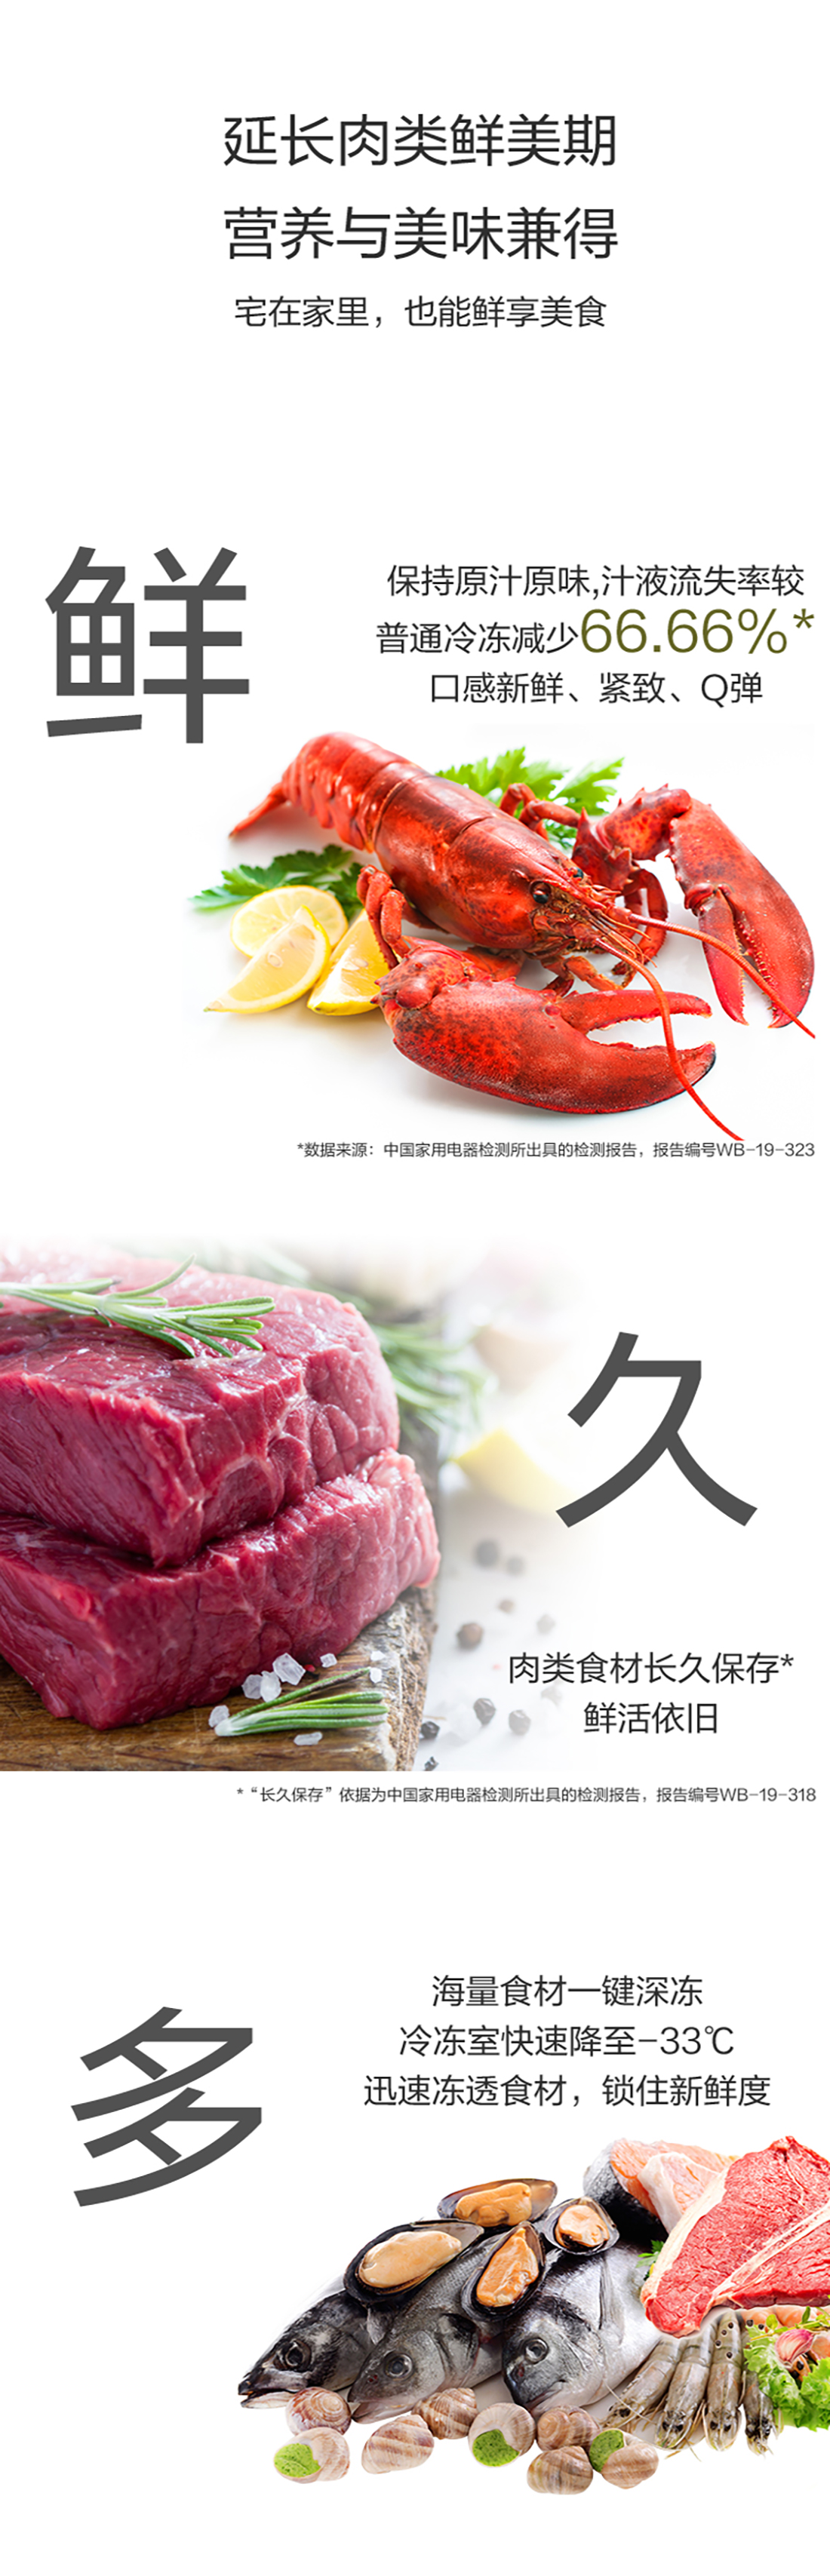 延长肉类鲜美期
营养与美味兼得
宅在家里，也能鲜享美食
鲜
保持原汁原味,汁液流失率较
普通冷冻减少66.66%*
口感新鲜、紧致、Q弹
*数据来源：中国家用电器检测所出具的检测报告，报告编号WB-19-323
久
肉类食材长久保存*
鲜活依旧
*“长久保存”依据为中国家用电器检测所出具的检测报告，报告编号WB-19-318
多
海量食材一键深冻
冷冻室快速降至-33℃
迅速冻透食材，锁住新鲜度